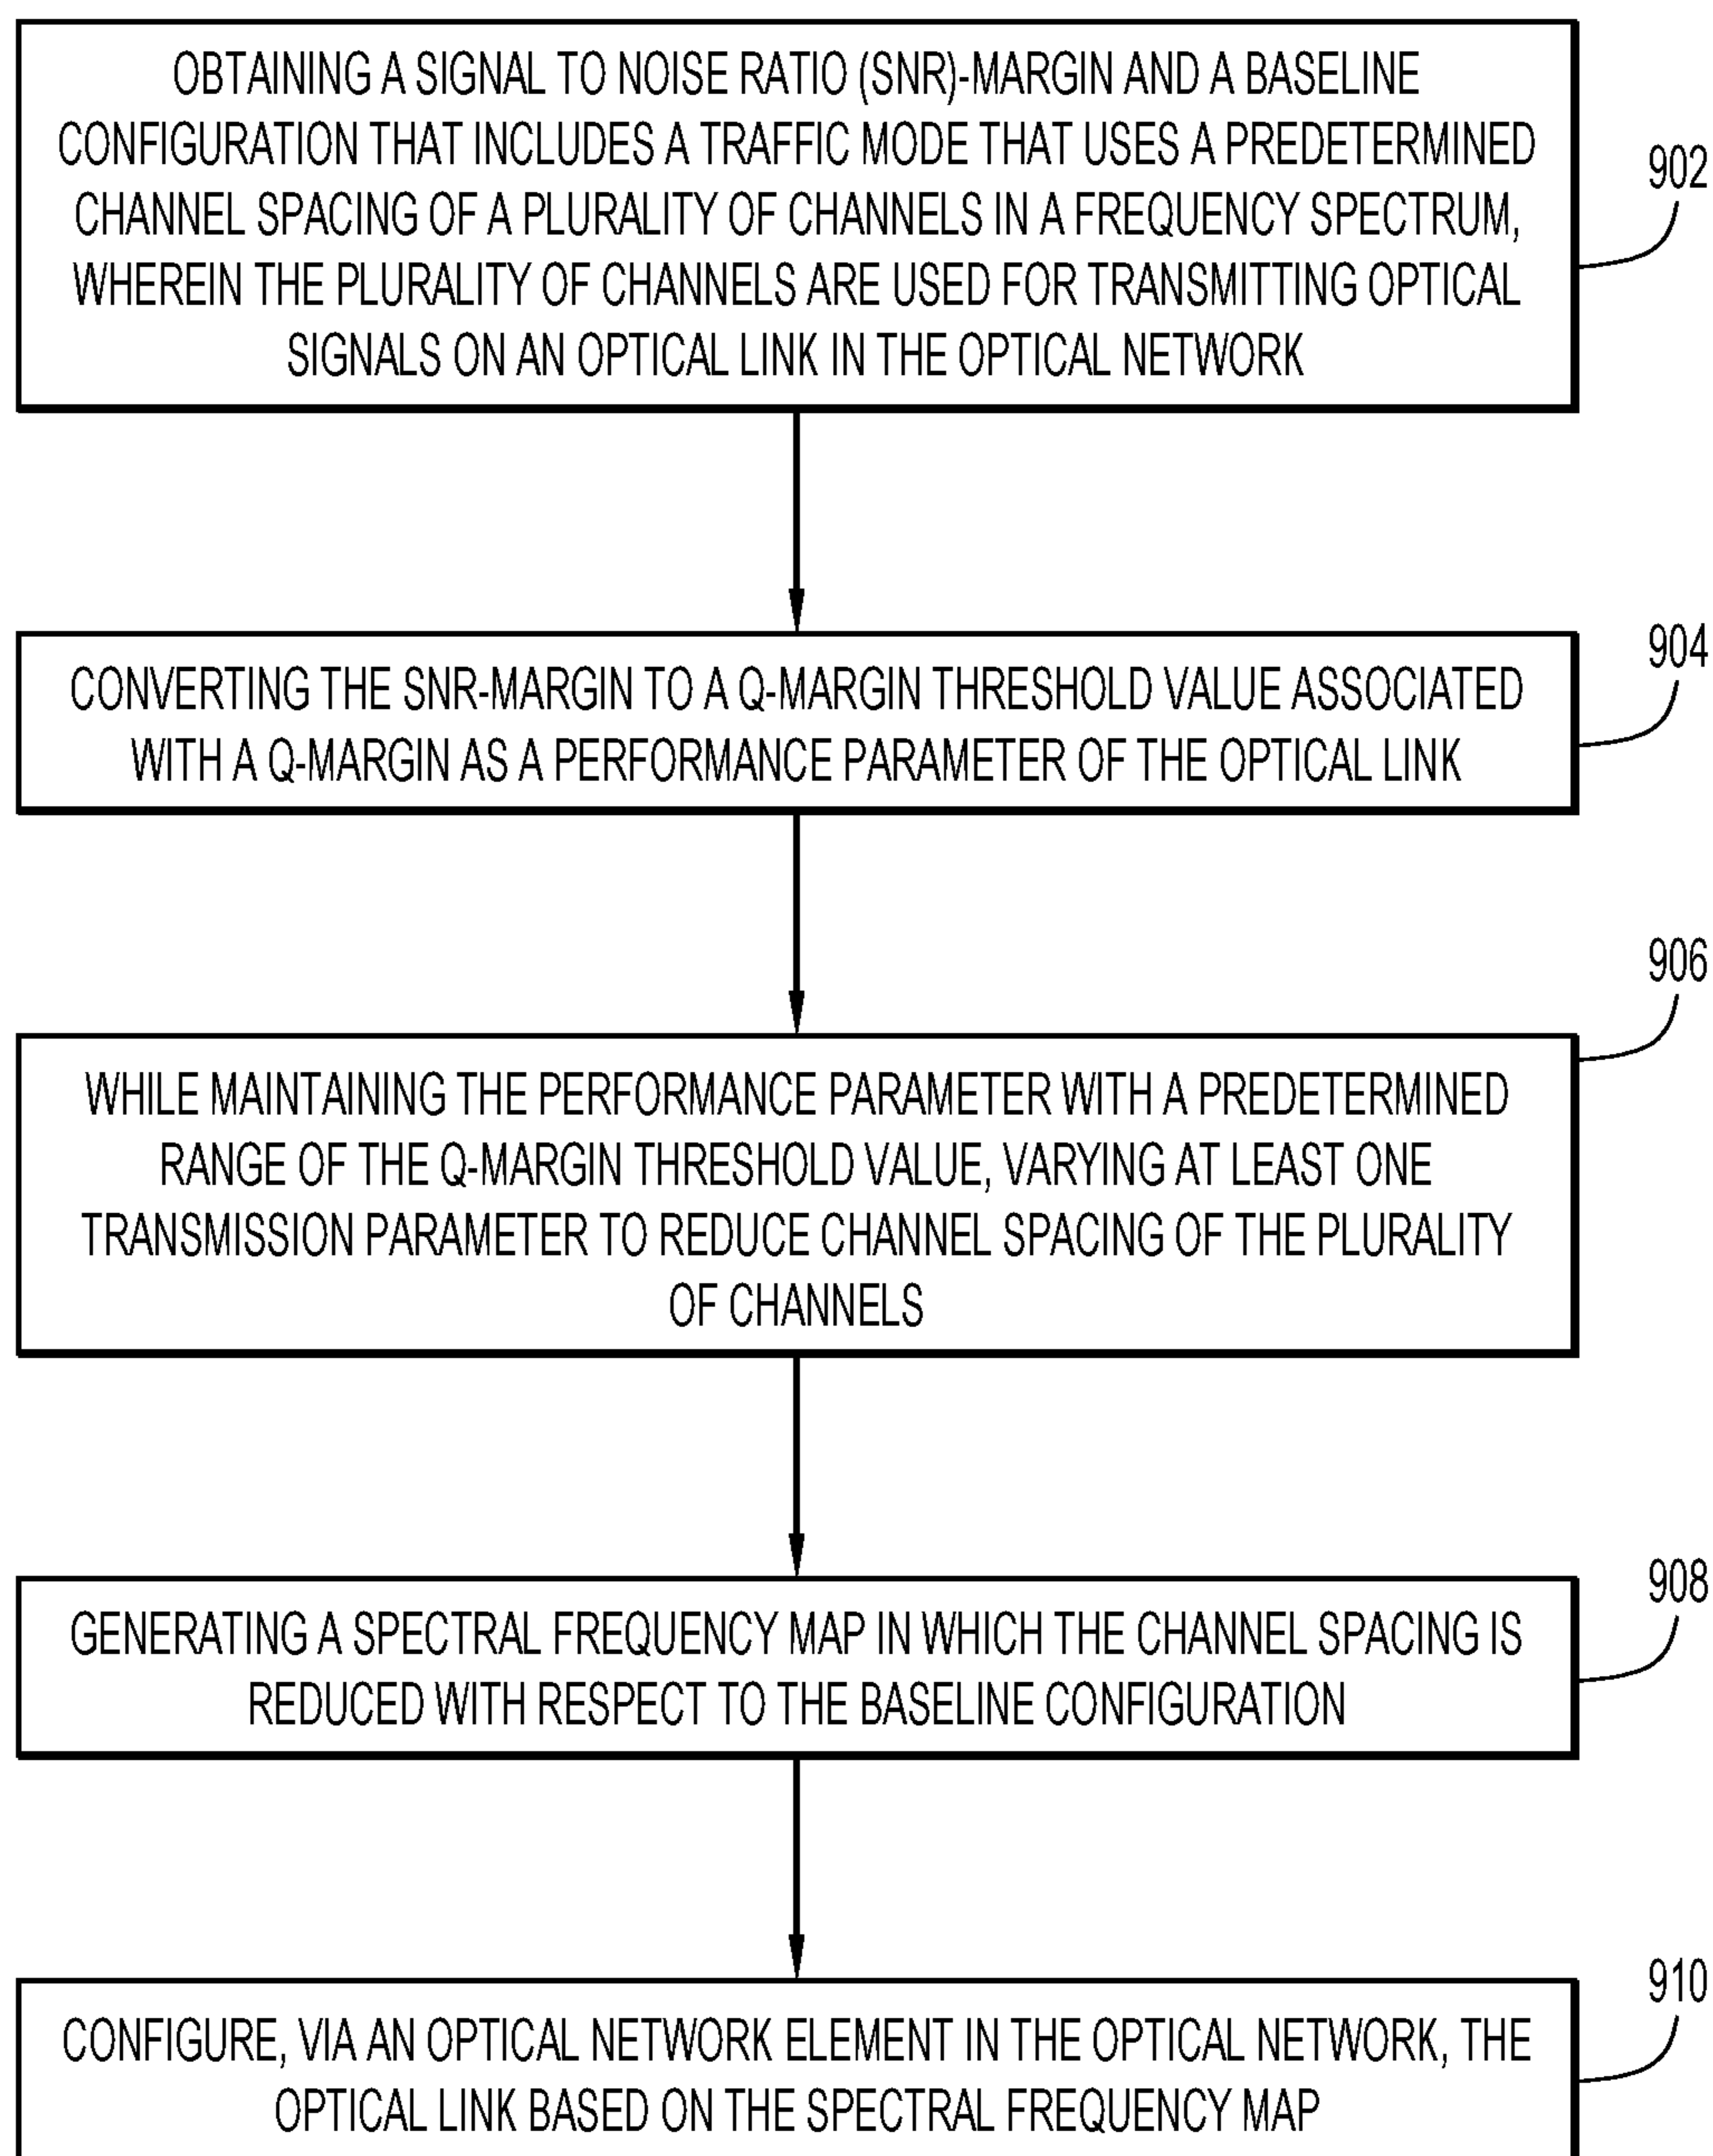 OBTAINING A SIGNAL TO NOISE RATIO (SNR)-MARGIN AND A BASELINE
CONFIGURATION THAT INCLUDES A TRAFFIC MODE THAT USES A PREDETERMINED
CHANNEL SPACING OF A PLURALITY OF CHANNELS IN A FREQUENCY SPECTRUM,
WHEREIN THE PLURALITY OF CHANNELS ARE USED FOR TRANSMITTING OPTICAL
SIGNALS ON AN OPTICAL LINK IN THE OPTICAL NETWORK
902
CONVERTING THE SNR-MARGIN TO A Q-MARGIN THRESHOLD VALUE ASSOCIATED
WITH A Q-MARGIN AS A PERFORMANCE PARAMETER OF THE OPTICAL LINK
904
WHILE MAINTAINING THE PERFORMANCE PARAMETER WITH A PREDETERMINED
RANGE OF THE Q-MARGIN THRESHOLD VALUE, VARYING AT LEAST ONE
TRANSMISSION PARAMETER TO REDUCE CHANNEL SPACING OF THE PLURALITY
OF CHANNELS
906
GENERATING A SPECTRAL FREQUENCY MAP IN WHICH THE CHANNEL SPACING IS
REDUCED WITH RESPECT TO THE BASELINE CONFIGURATION
908
CONFIGURE, VIA AN OPTICAL NETWORK ELEMENT IN THE OPTICAL NETWORK, THE
OPTICAL LINK BASED ON THE SPECTRAL FREQUENCY MAP
910